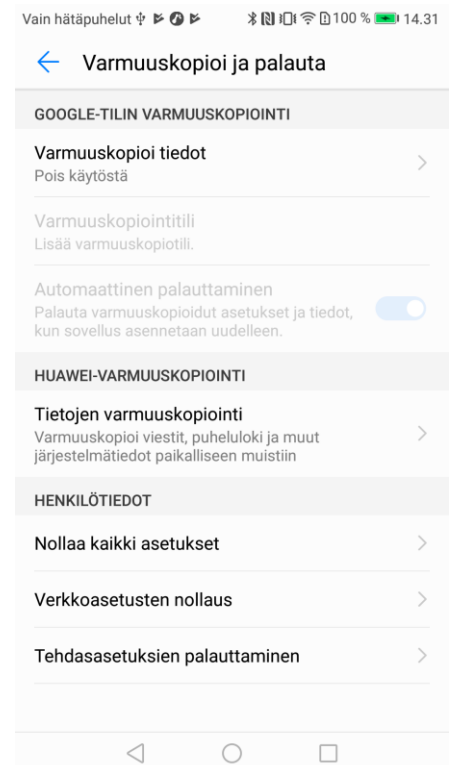 Vain hätäpuhelut 100 % 14.31
Varmuuskopioi ja palauta
GOOGLE-TILIN VARMUUSKOPIOINTI
Varmuuskopioi tiedot
Pois käytöstä
Varmuuskopiointitili
Lisää varmuuskopiotili.
Automaattinen palauttaminen
Palauta varmuuskopioidut asetukset ja tiedot,
kun sovellus asennetaan uudelleen.
HUAWEI-VARMUUSKOPIOINTI
Tietojen varmuuskopiointi
Varmuuskopioi viestit, puheluloki ja muut
järjestelmätiedot paikalliseen muistiin
HENKILÖTIEDOT
Nollaa kaikki asetukset
Verkkoasetusten nollaus
Tehdasasetuksien palauttaminen